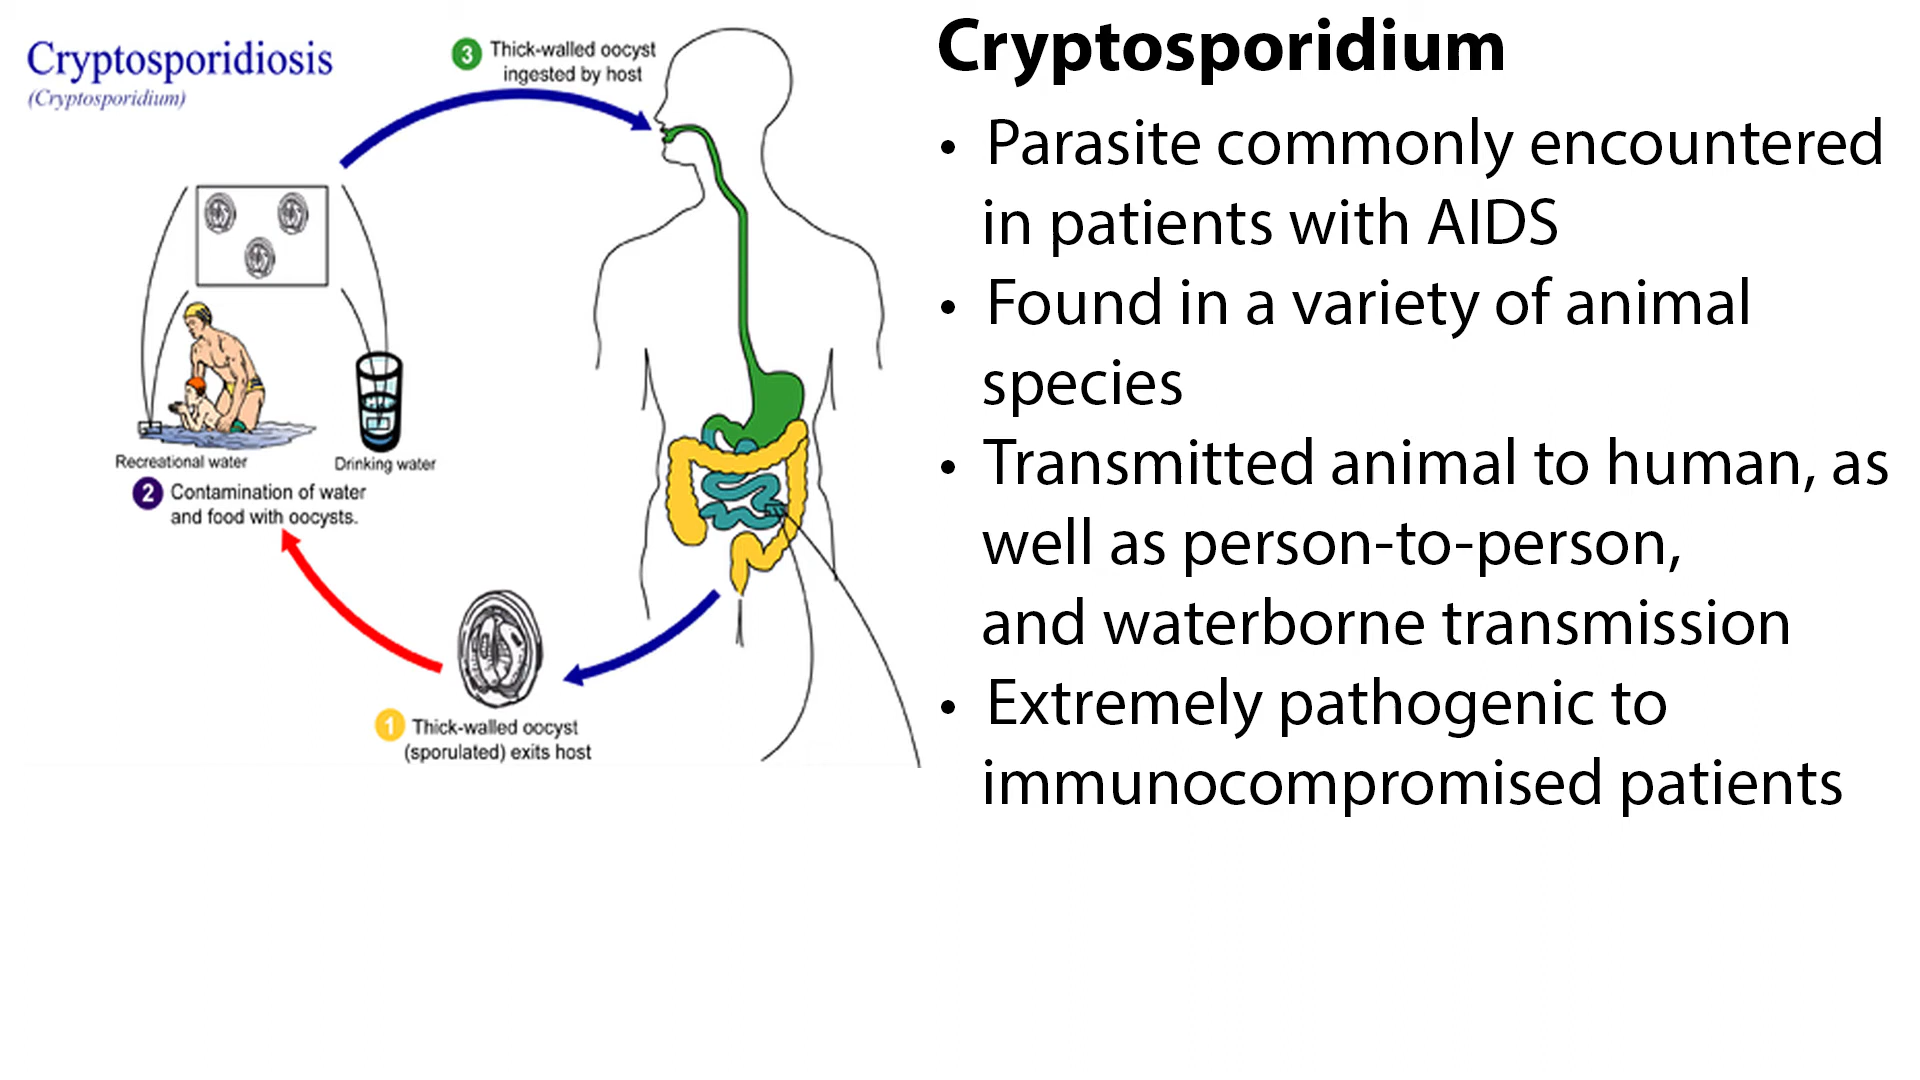 Cryptosporidiosis
(Cryptosporidium)
3 Thick-walled oocyst
ingested by host
Recreational water
Drinking water
2 Contamination of water
and food with oocysts.
1 Thick-walled oocyst
(sporulated) exits host
Cryptosporidium
• Parasite commonly encountered
in patients with AIDS
• Found in a variety of animal
species
• Transmitted animal to human, as
well as person-to-person,
and waterborne transmission
• Extremely pathogenic to
immunocompromised patients